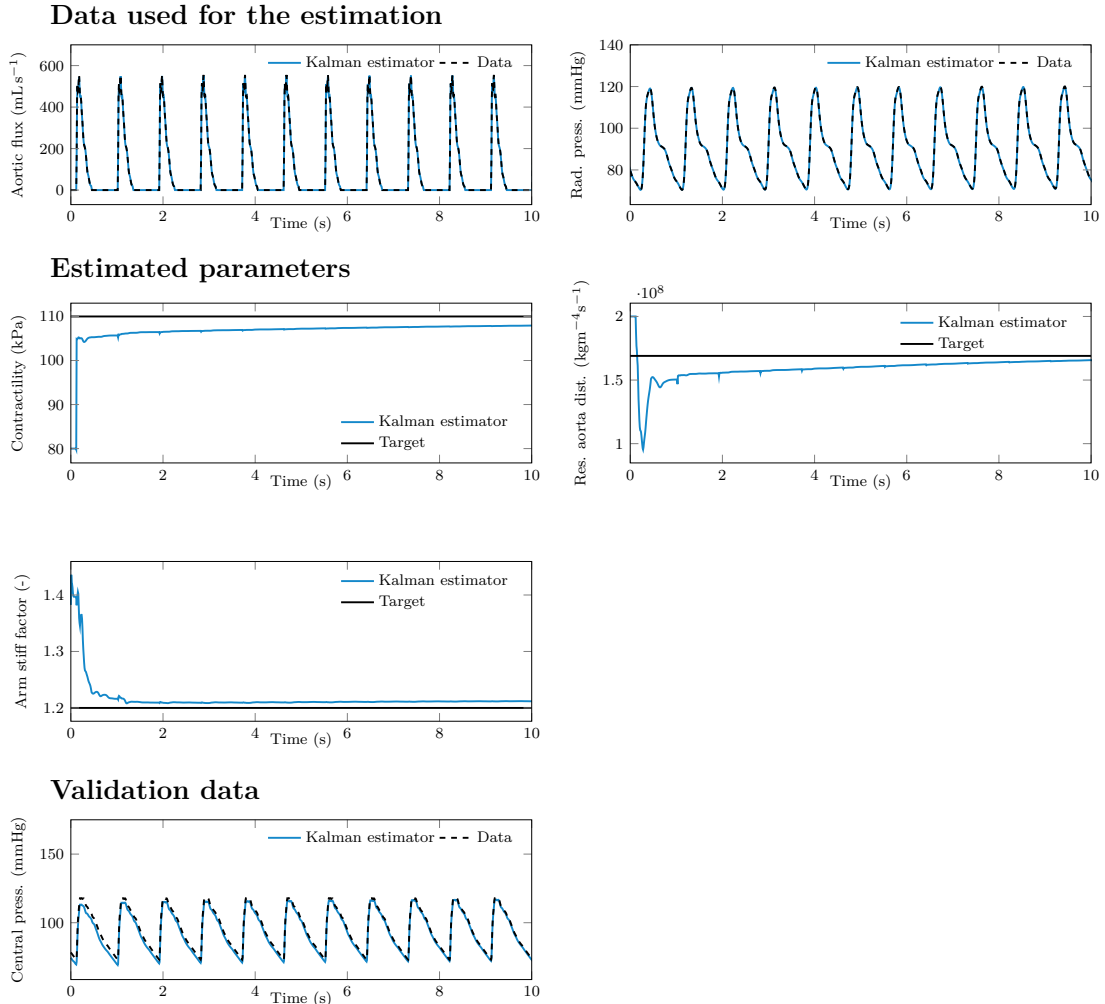 Data used for the estimation
600
400
200
0
0 2 4 6 8 10
Aortic flux (mL s−1)
Time (s)
Kalman estimator Data
140
120
100
80
0 2 4 6 8 10
Rad. press. (mmHg)
Time (s)
Kalman estimator Data
Estimated parameters
110
100
90
80
0 2 4 6 8 10
Contractility (kPa)
Time (s)
Kalman estimator
Target
·10^8
2
1.5
1
0 2 4 6 8 10
Res. aorta dist. (kgm−4s−1)
Time (s)
Kalman estimator
Target
1.4
1.3
1.2
0 2 4 6 8 10
Arm stiff factor (-)
Time (s)
Kalman estimator
Target
Validation data
150
100
0 2 4 6 8 10
Central press. (mmHg)
Time (s)
Kalman estimator Data